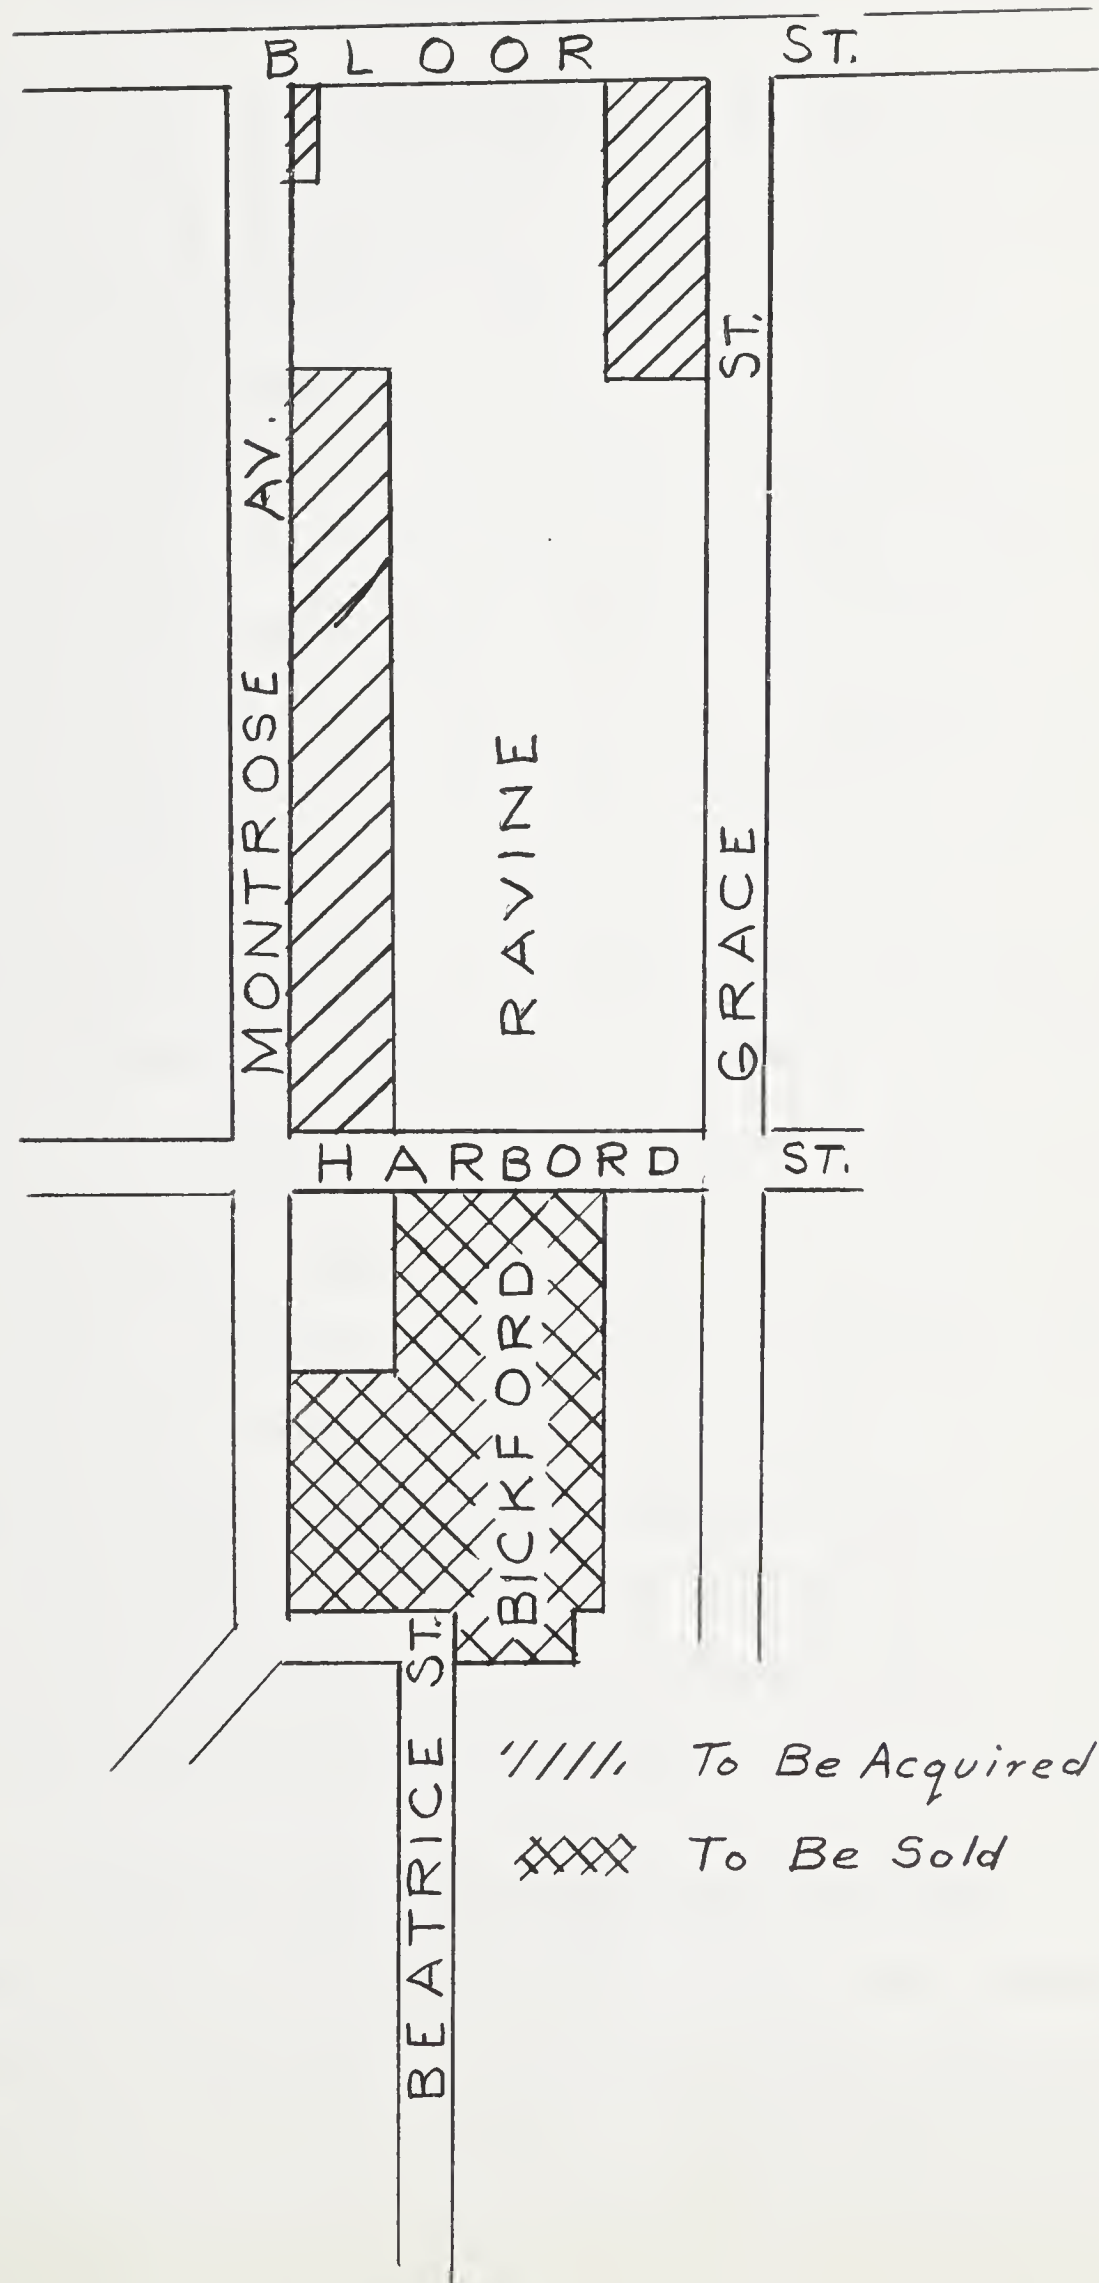 BLOOR ST.
MONTROSE AV.
GRACE ST.
RAVINE
HARBORD ST.
BICKFORD
BEATRICE ST.
To Be Acquired
To Be Sold